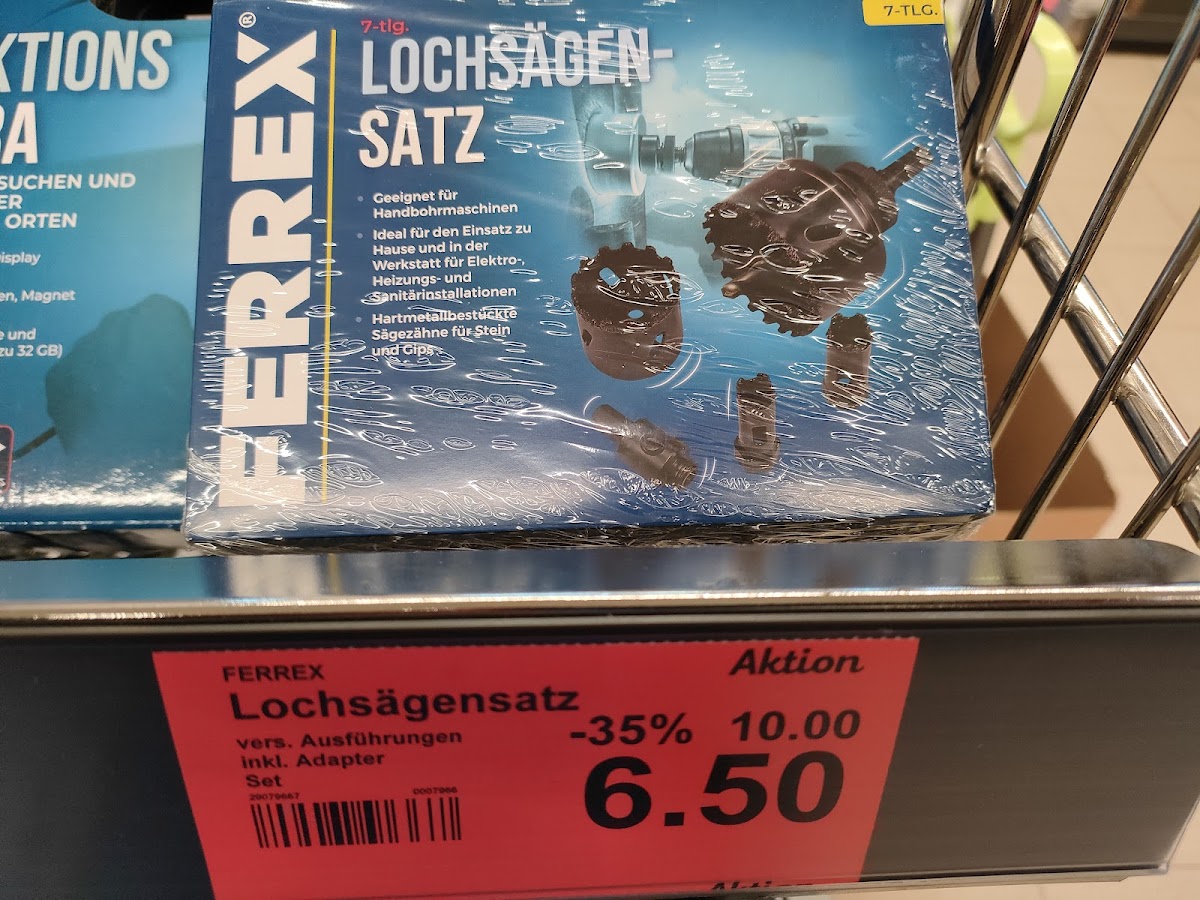 KTIONS
RA
SUCHEN UND
ER
ORTEN
isplay
en, Magnet
e und
zu 32 GB)
FERREX®
7-tlg.
LOCHSÄGEN-
SATZ
7-TLG.
Geeignet für
Handbohrmaschinen
Ideal für den Einsatz zu
Hause und in der
Werkstatt für Elektro-,
Heizungs- und
Sanitärinstallationen
Hartmetallbestückte
Sägezähne für Stein
und Gips
FERREX
Aktion
Lochsägensatz
vers. Ausführungen
inkl. Adapter
Set
-35% 10.00
6.50
29079667 0007966
Aktion